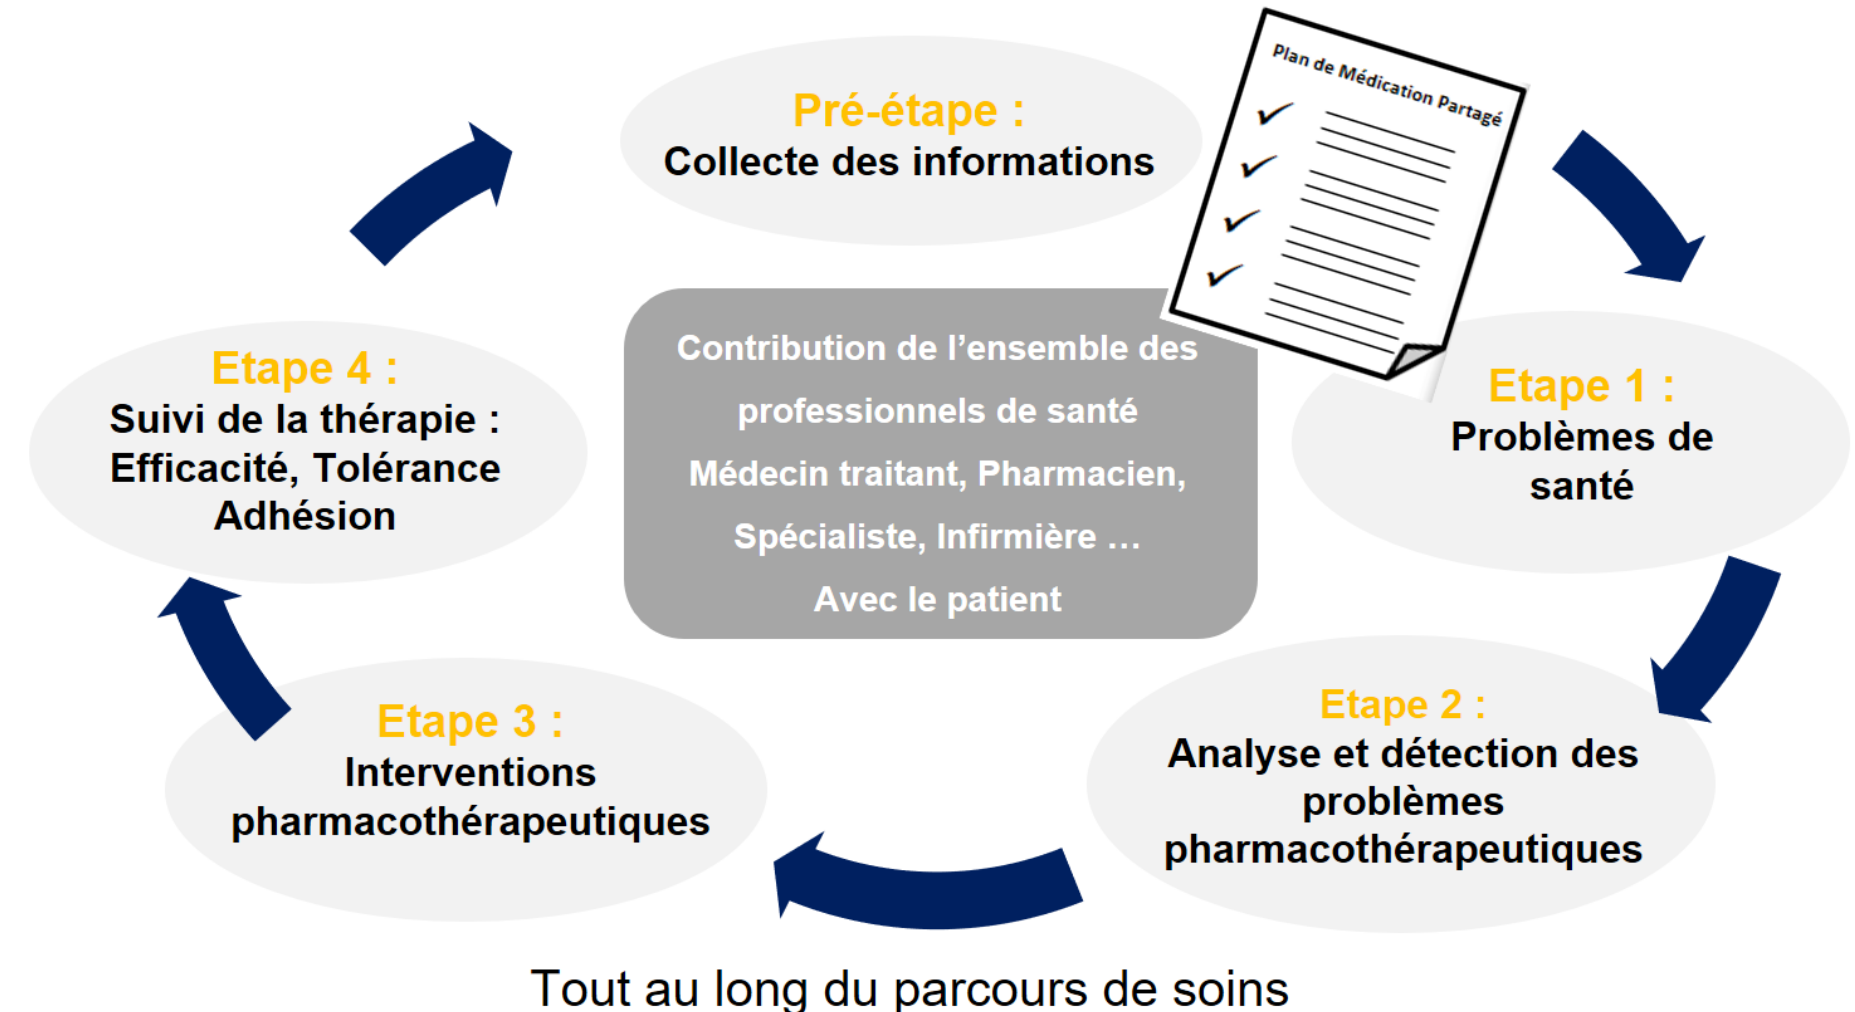 Plan de Médication Partagé
Pré-étape :
Collecte des informations
Contribution de l’ensemble des
professionnels de santé
Médecin traitant, Pharmacien,
Spécialiste, Infirmière …
Avec le patient
Etape 1 :
Problèmes de
santé
Etape 2 :
Analyse et détection des
problèmes
pharmacothérapeutiques
Etape 3 :
Interventions
pharmacothérapeutiques
Etape 4 :
Suivi de la thérapie :
Efficacité, Tolérance
Adhésion
Tout au long du parcours de soins